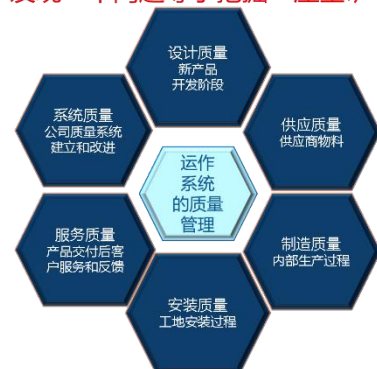 设计质量
新产品
开发阶段
系统质量
公司质量系统
建立和改进
供应质量
供应商物料
运作
系统
的质量
管理
服务质量
产品交付后客
户服务和反馈
制造质量
内部生产过程
安装质量
工地安装过程